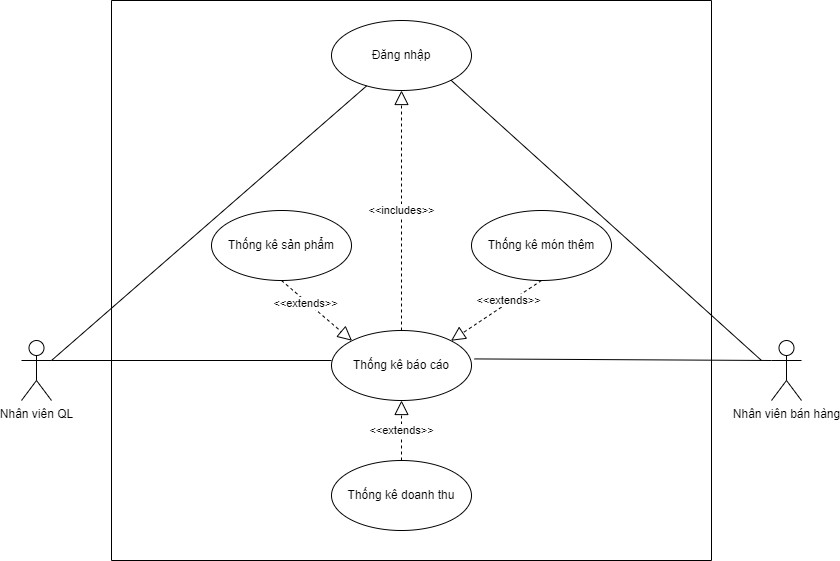 Đăng nhập
<<includes>>
Thống kê sản phẩm
Thống kê món thêm
<<extends>>
<<extends>>
Thống kê báo cáo
Nhân viên QL
Nhân viên bán hàng
<<extends>>
Thống kê doanh thu